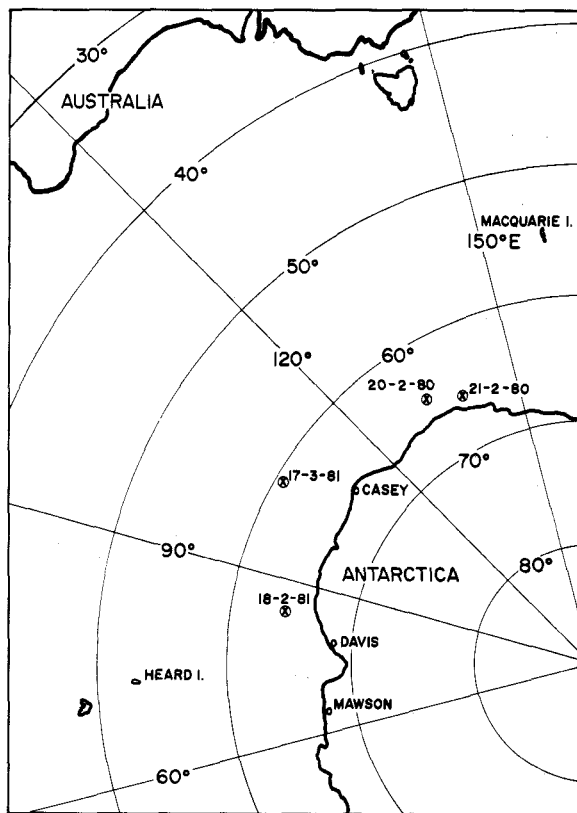 30°
AUSTRALIA
40°
MACQUARIE I.
150°E
50°
120°
60°
20-2-80
21-2-80
70°
17-3-81
CASEY
90°
ANTARCTICA
80°
18-2-81
DAVIS
HEARD I.
MAWSON
60°